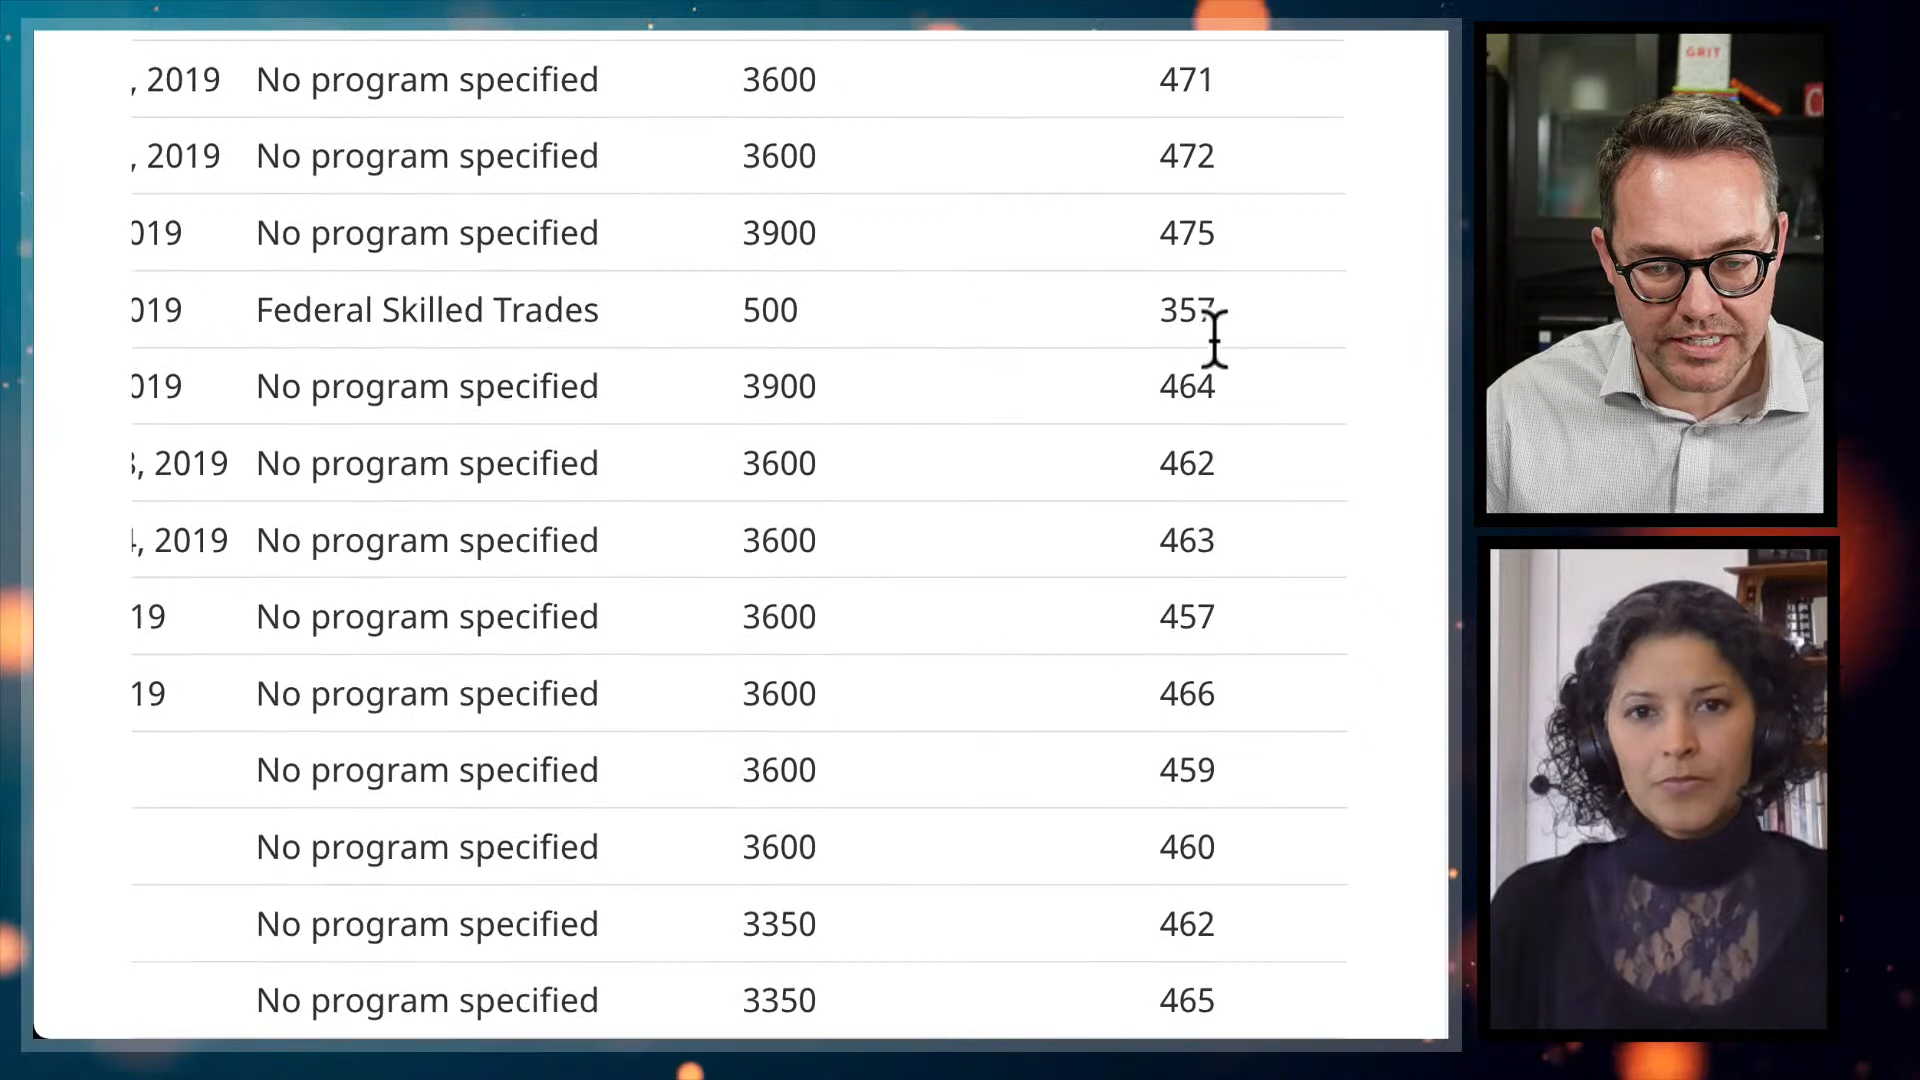 , 2019 No program specified 3600 471
, 2019 No program specified 3600 472
019 No program specified 3900 475
019 Federal Skilled Trades 500 357
019 No program specified 3900 464
3, 2019 No program specified 3600 462
4, 2019 No program specified 3600 463
19 No program specified 3600 457
19 No program specified 3600 466
No program specified 3600 459
No program specified 3600 460
No program specified 3350 462
No program specified 3350 465
GRIT
C